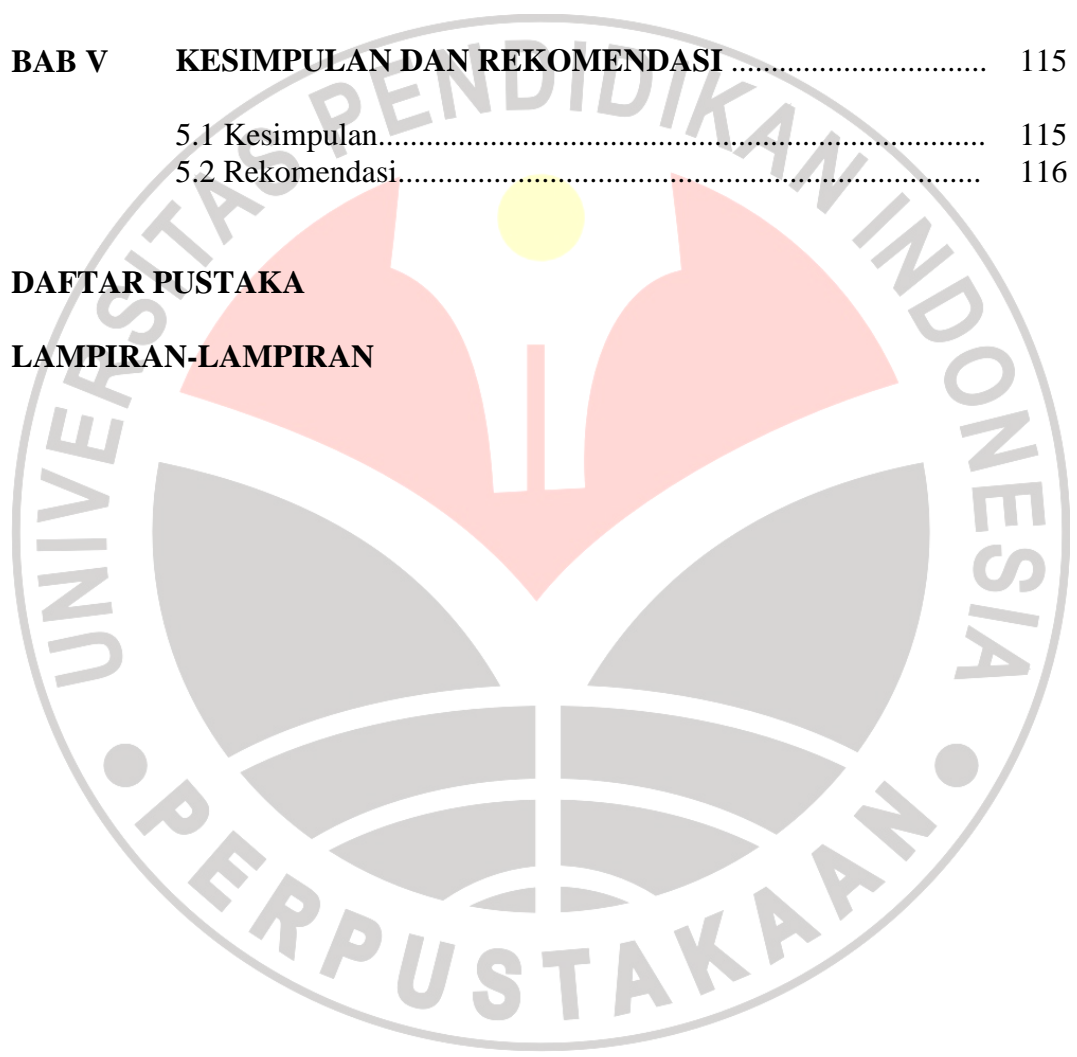 BAB V KESIMPULAN DAN REKOMENDASI ................................ 115
5.1 Kesimpulan............................................................................ 115
5.2 Rekomendasi......................................................................... 116
DAFTAR PUSTAKA
LAMPIRAN-LAMPIRAN
UNIVERSITAS PENDIDIKAN INDONESIA
PERPUSTAKAAN